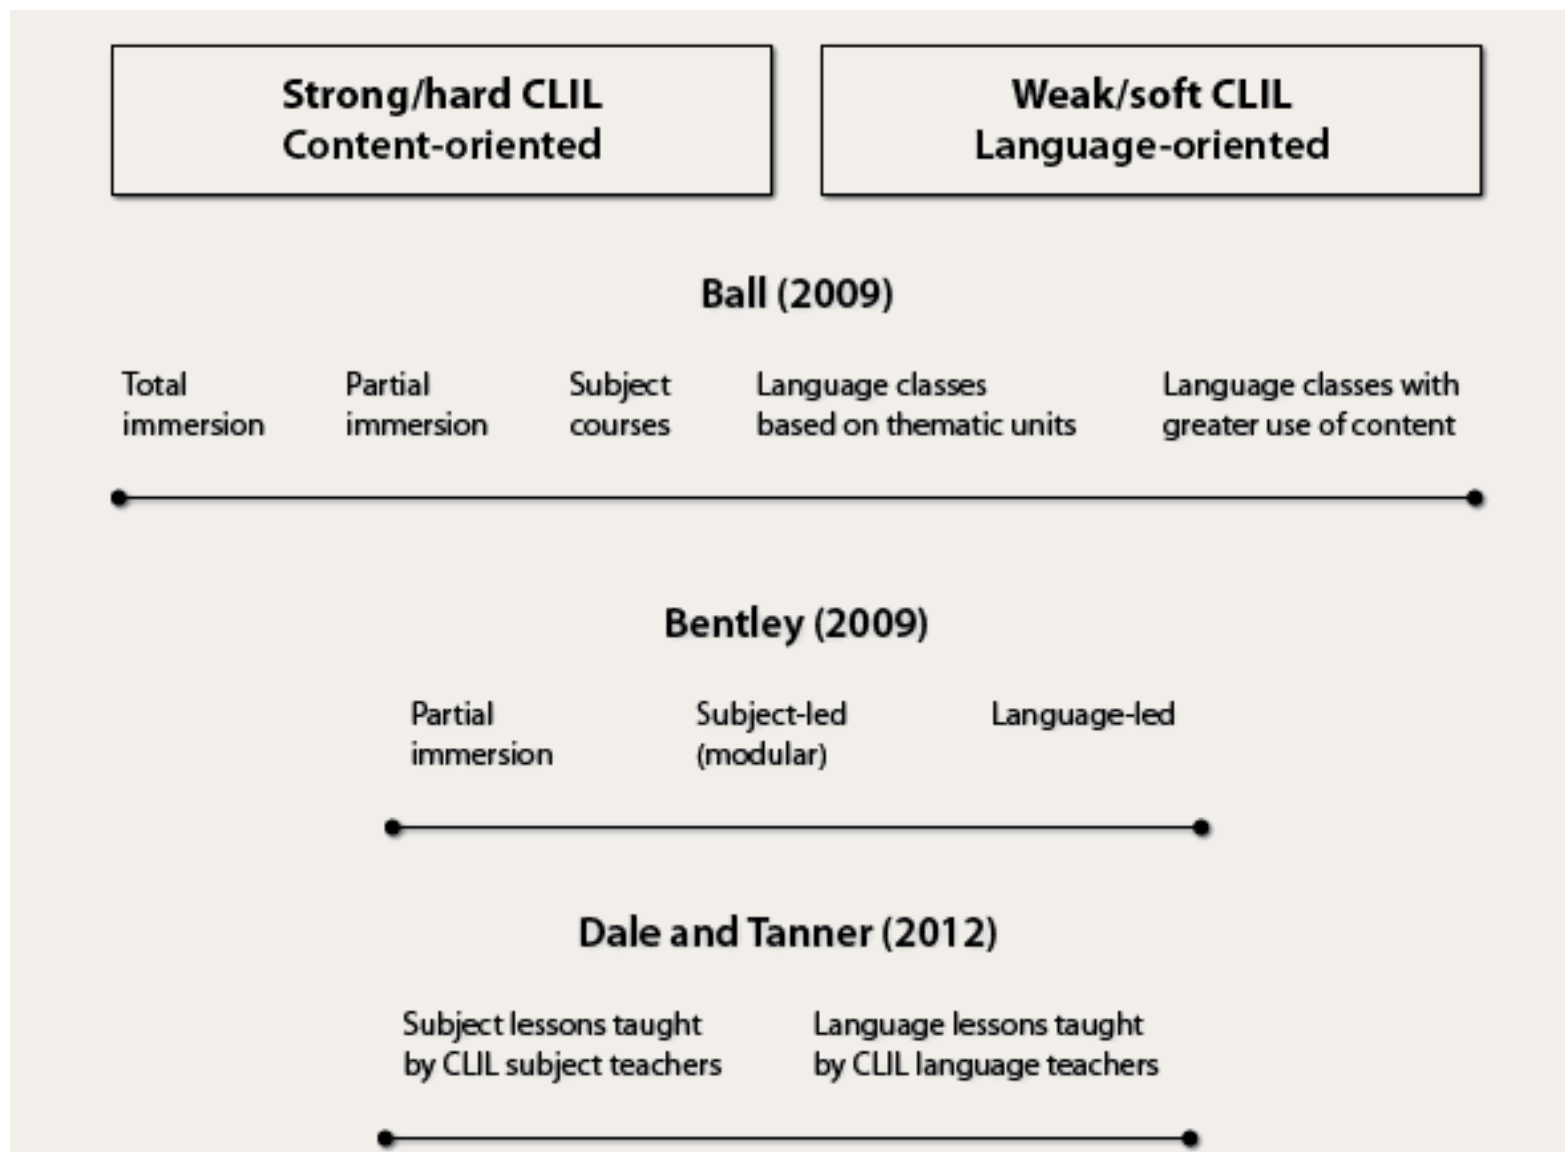 Strong/hard CLIL
Content-oriented
Weak/soft CLIL
Language-oriented
Ball (2009)
Total
immersion
Partial
immersion
Subject
courses
Language classes
based on thematic units
Language classes with
greater use of content
Bentley (2009)
Partial
immersion
Subject-led
(modular)
Language-led
Dale and Tanner (2012)
Subject lessons taught
by CLIL subject teachers
Language lessons taught
by CLIL language teachers